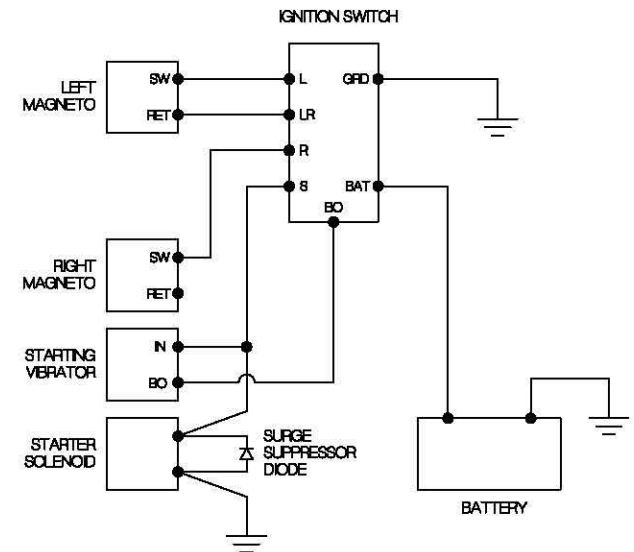 IGNITION SWITCH
LEFT
MAGNETO
SW
RET
L
LR
R
S
GRD
BAT
BO
RIGHT
MAGNETO
SW
RET
STARTING
VIBRATOR
IN
BO
STARTER
SOLENOID
SURGE
SUPPRESSOR
DIODE
BATTERY